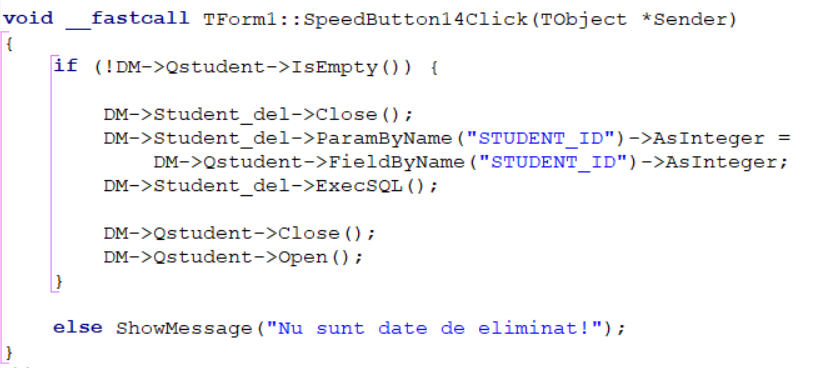 void __fastcall TForm1::SpeedButton14Click(TObject *Sender)
{
if (!DM->Qstudent->IsEmpty()) {
DM->Student_del->Close();
DM->Student_del->ParamByName("STUDENT_ID")->AsInteger =
DM->Qstudent->FieldByName("STUDENT_ID")->AsInteger;
DM->Student_del->ExecSQL();
DM->Qstudent->Close();
DM->Qstudent->Open();
}
else ShowMessage("Nu sunt date de eliminat!");
}